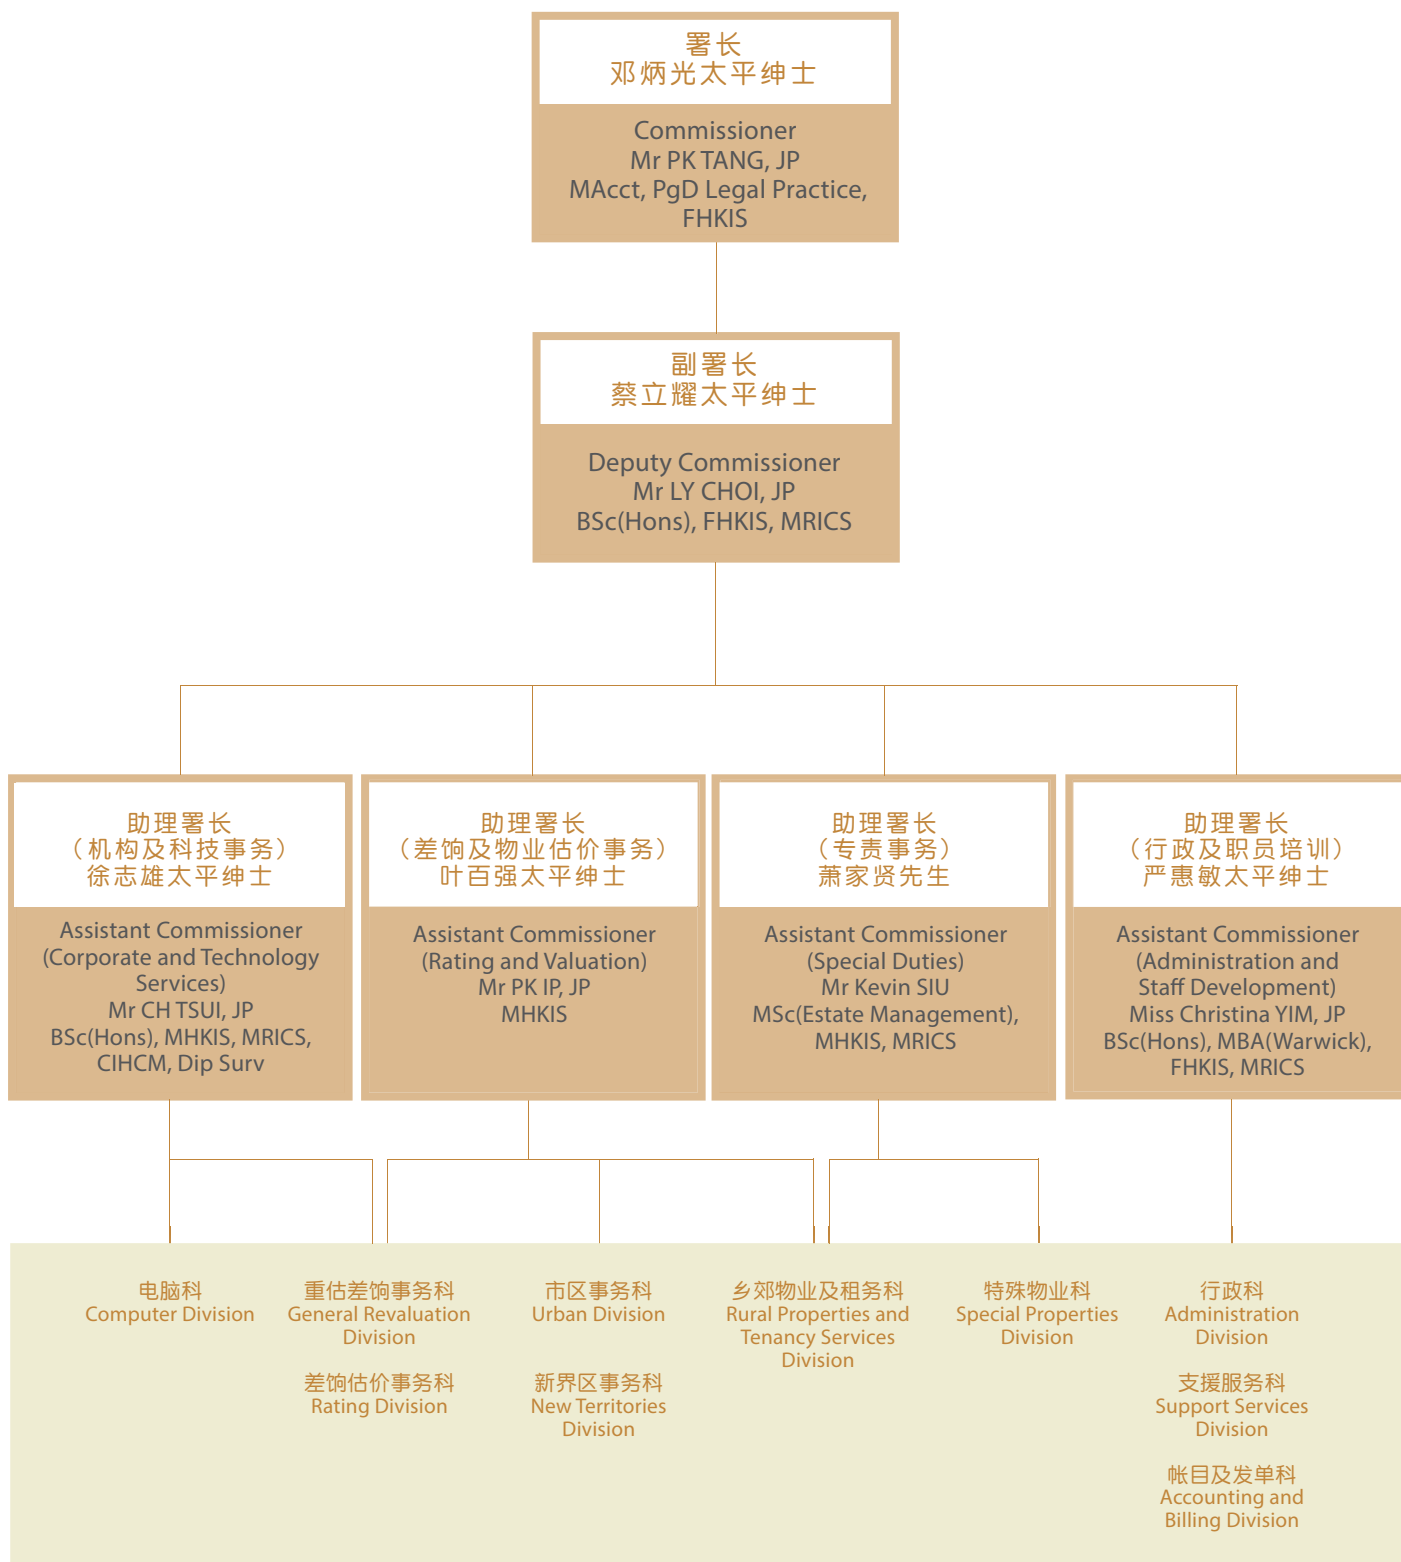 署长
邓炳光太平绅士
Commissioner
Mr PK TANG, JP
MAcct, PgD Legal Practice,
FHKIS
副署长
蔡立耀太平绅士
Deputy Commissioner
Mr LY CHOI, JP
BSc(Hons), FHKIS, MRICS
助理署长
（机构及科技事务）
徐志雄太平绅士
Assistant Commissioner
(Corporate and Technology
Services)
Mr CH TSUI, JP
BSc(Hons), MHKIS, MRICS,
CIHCM, Dip Surv
助理署长
（差饷及物业估价事务）
叶百强太平绅士
Assistant Commissioner
(Rating and Valuation)
Mr PK IP, JP
MHKIS
助理署长
（专责事务）
萧家贤先生
Assistant Commissioner
(Special Duties)
Mr Kevin SIU
MSc(Estate Management),
MHKIS, MRICS
助理署长
（行政及职员培训）
严惠敏太平绅士
Assistant Commissioner
(Administration and
Staff Development)
Miss Christina YIM, JP
BSc(Hons), MBA(Warwick),
FHKIS, MRICS
电脑科
Computer Division
重估差饷事务科
General Revaluation
Division
差饷估价事务科
Rating Division
市区事务科
Urban Division
新界区事务科
New Territories
Division
乡郊物业及租务科
Rural Properties and
Tenancy Services
Division
特殊物业科
Special Properties
Division
行政科
Administration
Division
支援服务科
Support Services
Division
帐目及发单科
Accounting and
Billing Division